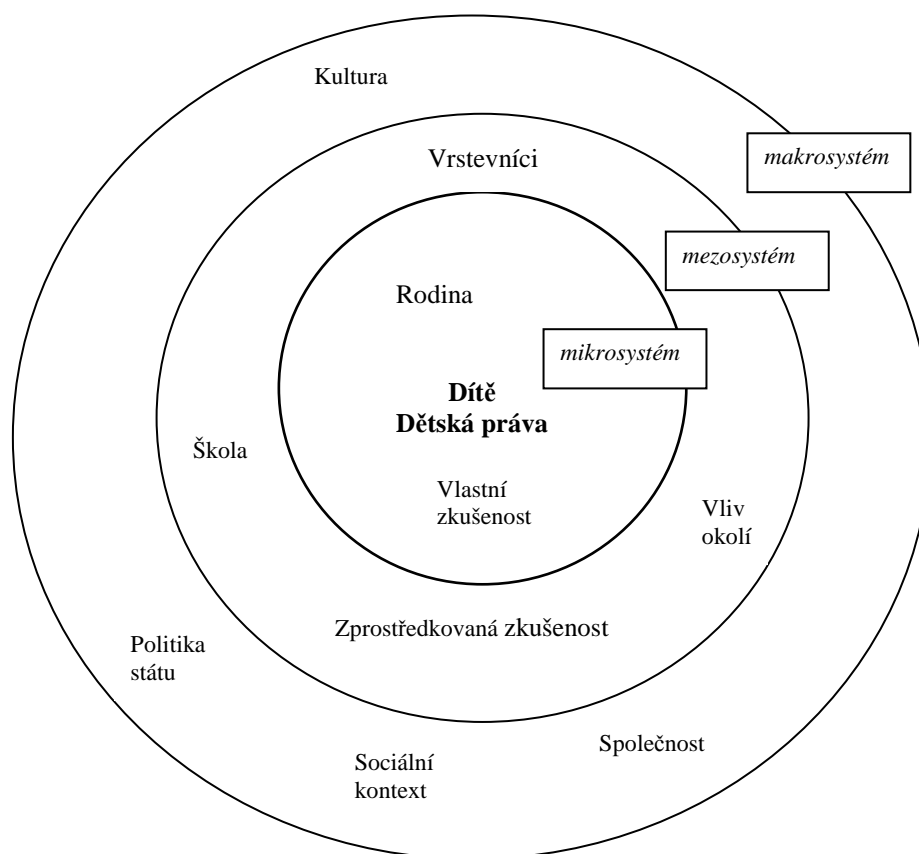 Kultura
makrosystém
Vrstevníci
mezosystém
Rodina
mikrosystém
Dítě
Dětská práva
Škola
Vlastní
zkušenost
Vliv
okolí
Zprostředkovaná zkušenost
Politika
státu
Společnost
Sociální
kontext